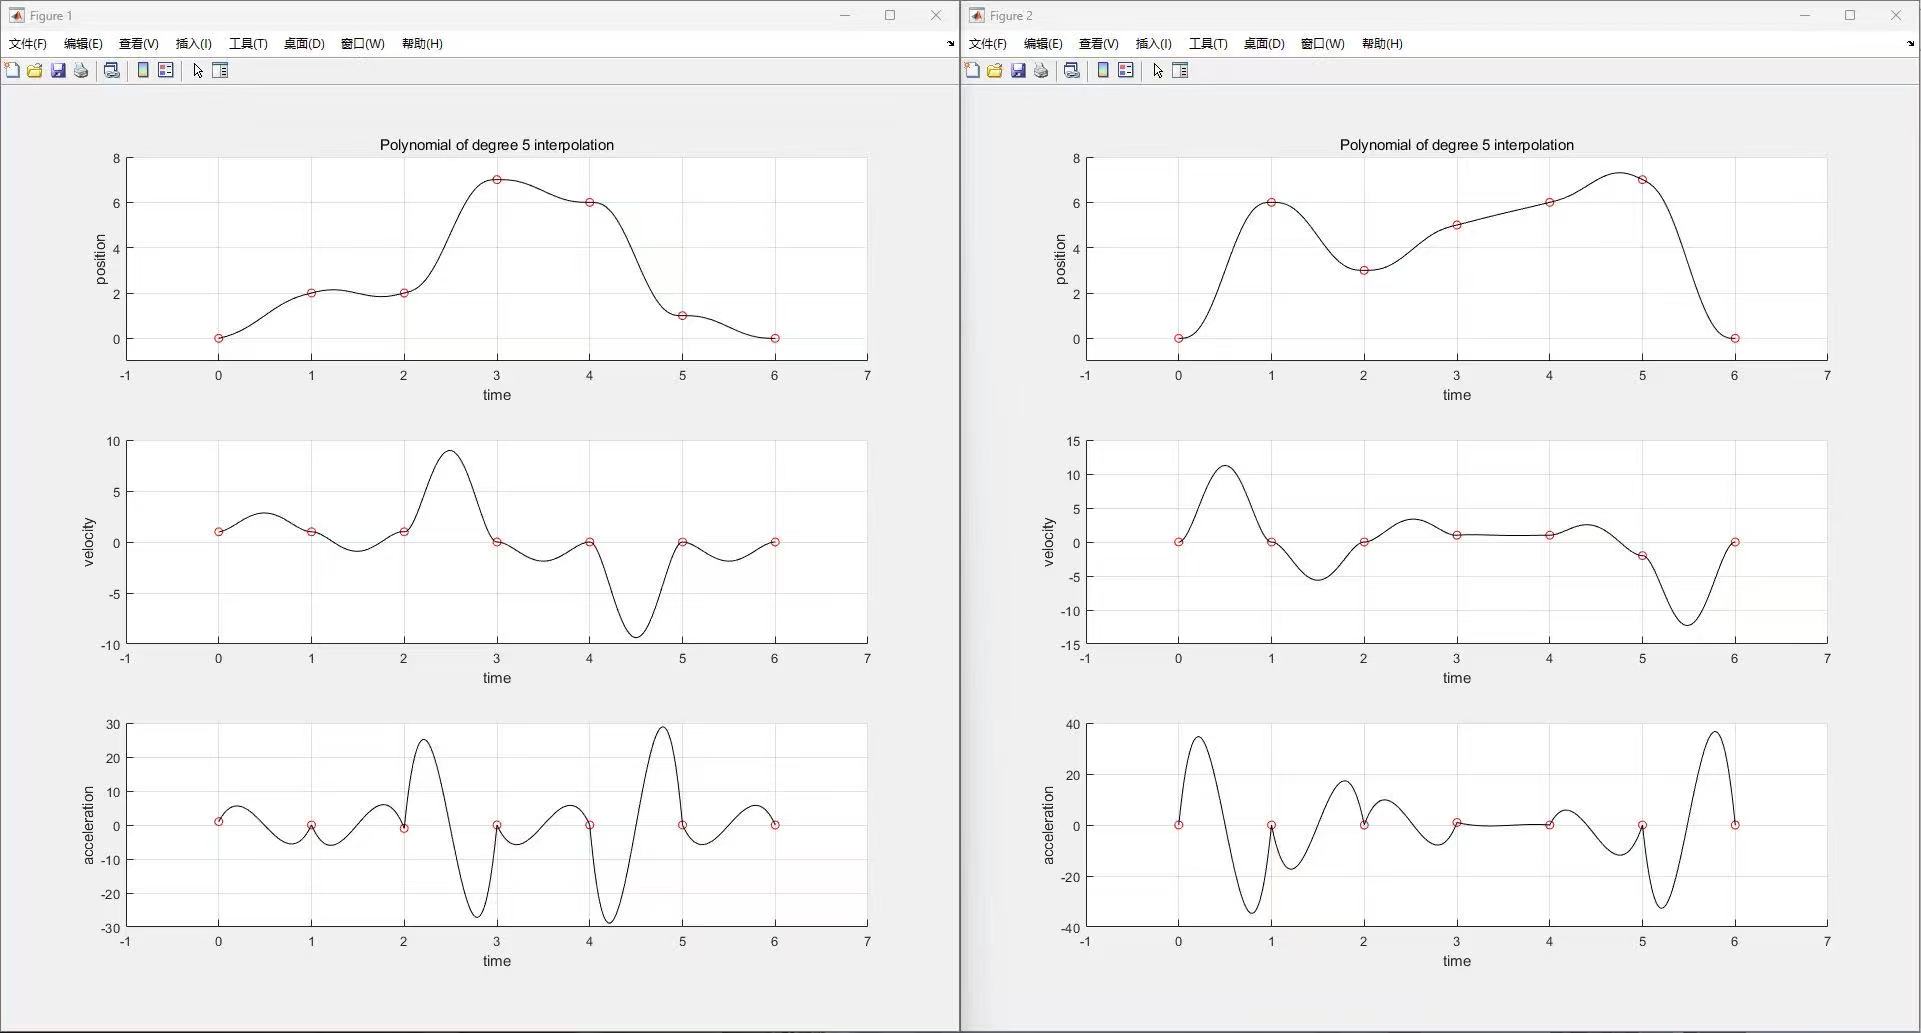 Figure 1
文件(F) 编辑(E) 查看(V) 插入(I) 工具(T) 桌面(D) 窗口(W) 帮助(H)
Polynomial of degree 5 interpolation
8
6
4
2
0
position
-1 0 1 2 3 4 5 6 7
time
10
5
0
-5
-10
velocity
-1 0 1 2 3 4 5 6 7
time
30
20
10
0
-10
-20
-30
acceleration
-1 0 1 2 3 4 5 6 7
time
Figure 2
文件(F) 编辑(E) 查看(V) 插入(I) 工具(T) 桌面(D) 窗口(W) 帮助(H)
Polynomial of degree 5 interpolation
8
6
4
2
0
position
-1 0 1 2 3 4 5 6 7
time
15
10
5
0
-5
-10
-15
velocity
-1 0 1 2 3 4 5 6 7
time
40
20
0
-20
-40
acceleration
-1 0 1 2 3 4 5 6 7
time